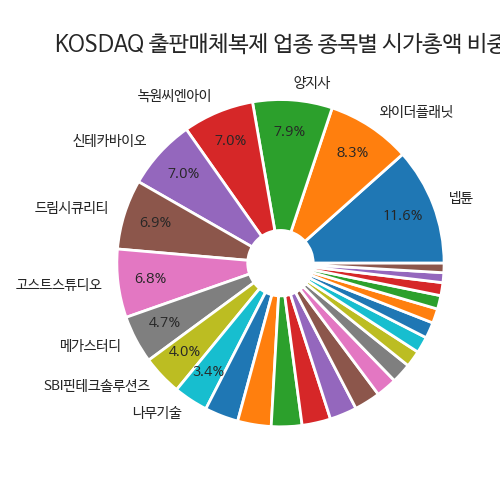 KOSDAQ 출판매체복제 업종 종목별 시가총액 비중
양지사
녹원씨엔아이
와이더플래닛
7.9%
7.0%
8.3%
신테카바이오
7.0%
넵튠
드림시큐리티
11.6%
6.9%
고스트스튜디오
6.8%
4.7%
메가스터디
4.0%
3.4%
SBI핀테크솔루션즈
나무기술